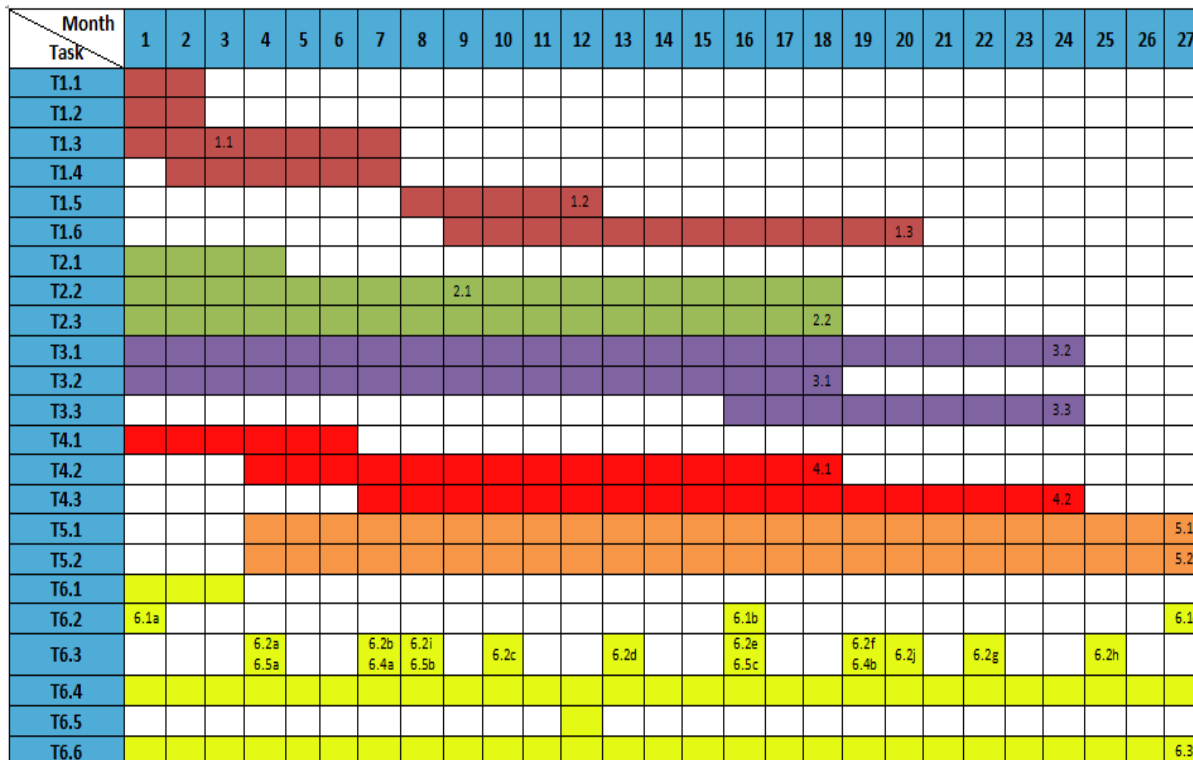 Month
Task
1 2 3 4 5 6 7 8 9 10 11 12 13 14 15 16 17 18 19 20 21 22 23 24 25 26 27
T1.1
T1.2
T1.3 1.1
T1.4
T1.5 1.2
T1.6 1.3
T2.1
T2.2 2.1
T2.3 2.2
T3.1 3.2
T3.2 3.1
T3.3 3.3
T4.1
T4.2 4.1
T4.3 4.2
T5.1 5.1
T5.2 5.2
T6.1
T6.2 6.1a 6.1b 6.1
6.2a 6.2b 6.2i 6.2e 6.2f
T6.3 6.2c 6.2d 6.2j 6.2g 6.2h
6.5a 6.4a 6.5b 6.5c 6.4b
T6.4
T6.5
T6.6 6.3